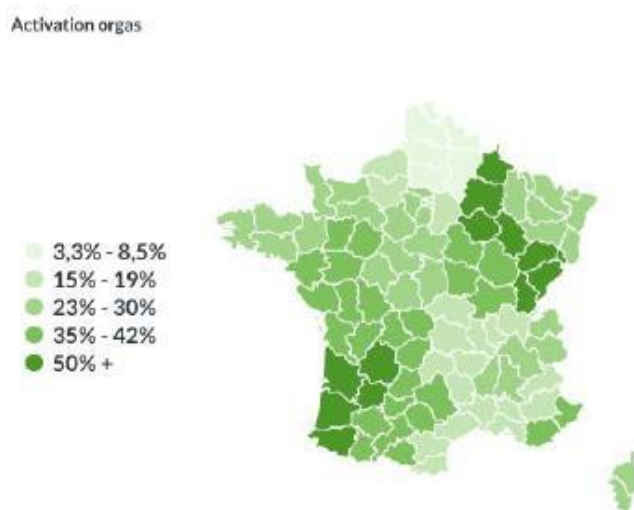 Activation orgas
3,3% - 8,5%
15% - 19%
23% - 30%
35% - 42%
50% +